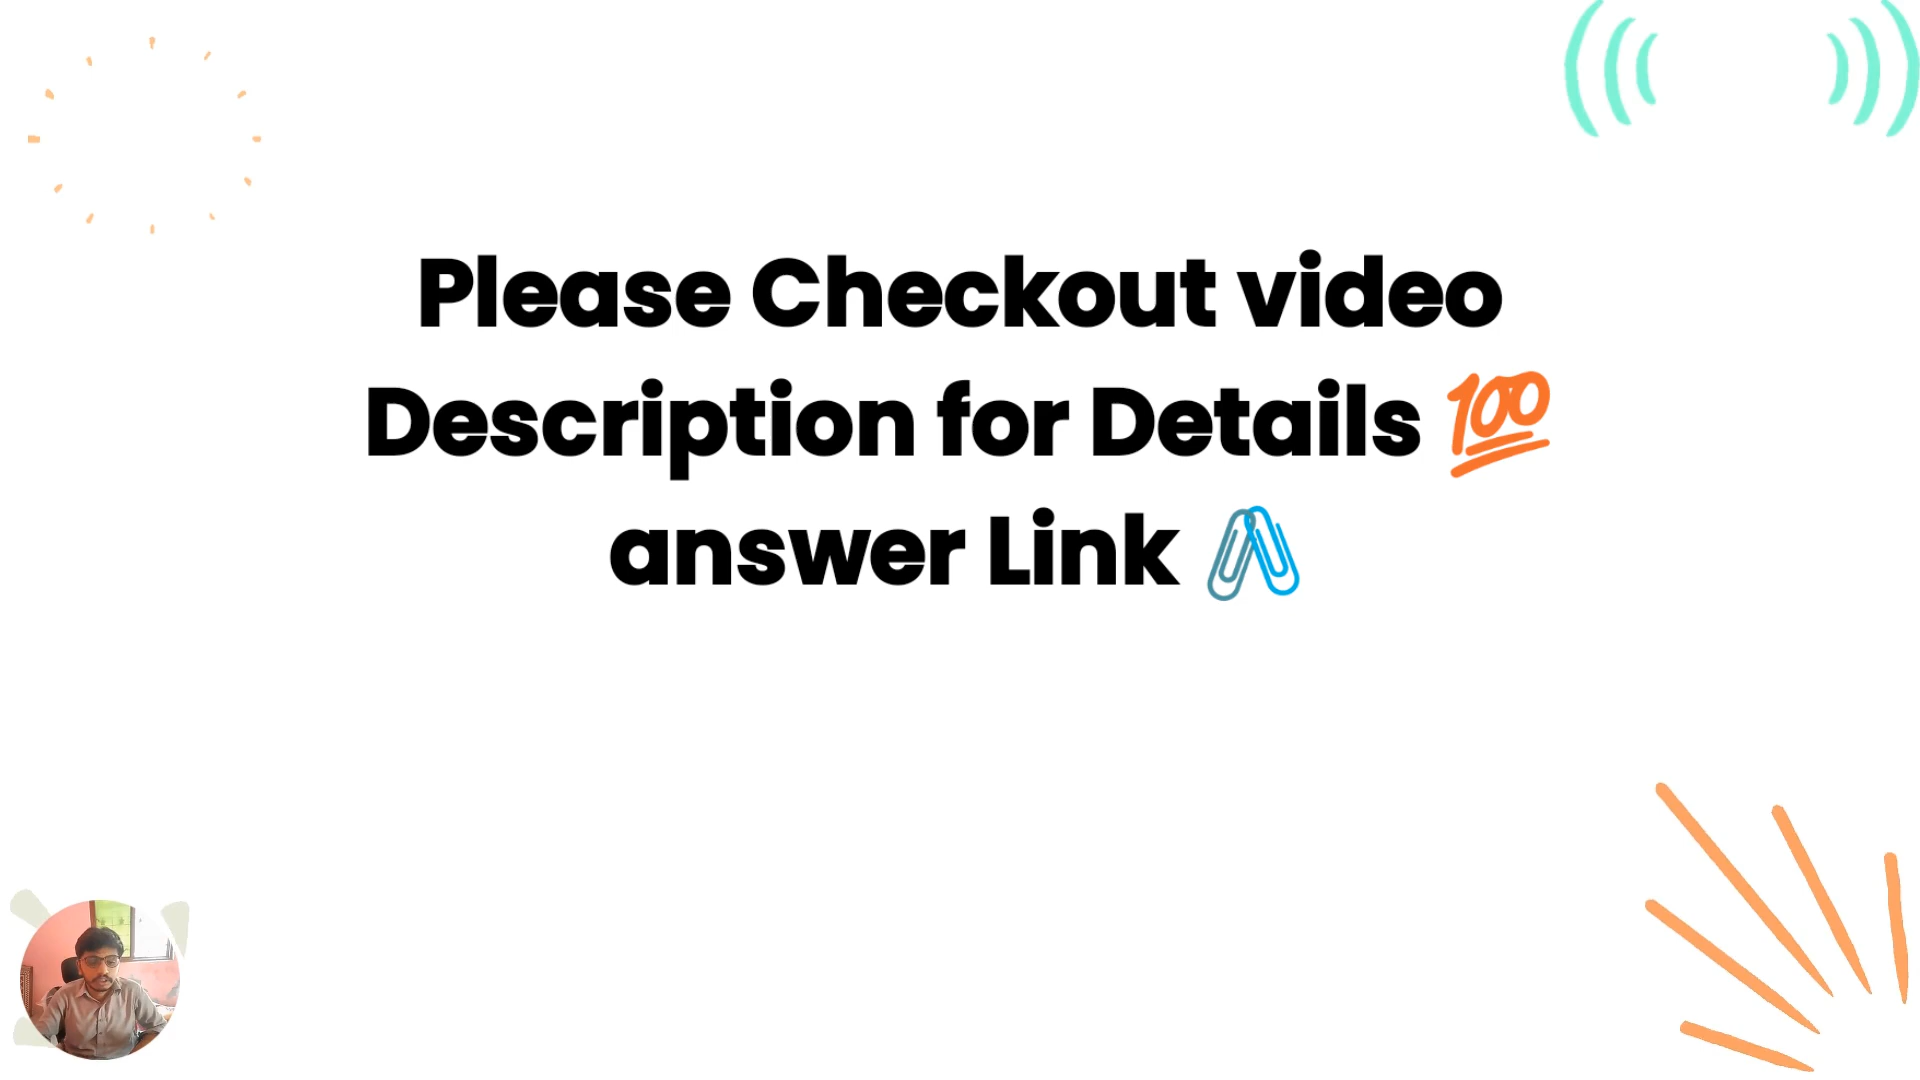 Please Checkout video
Description for Details 💯
answer Link 🖇️